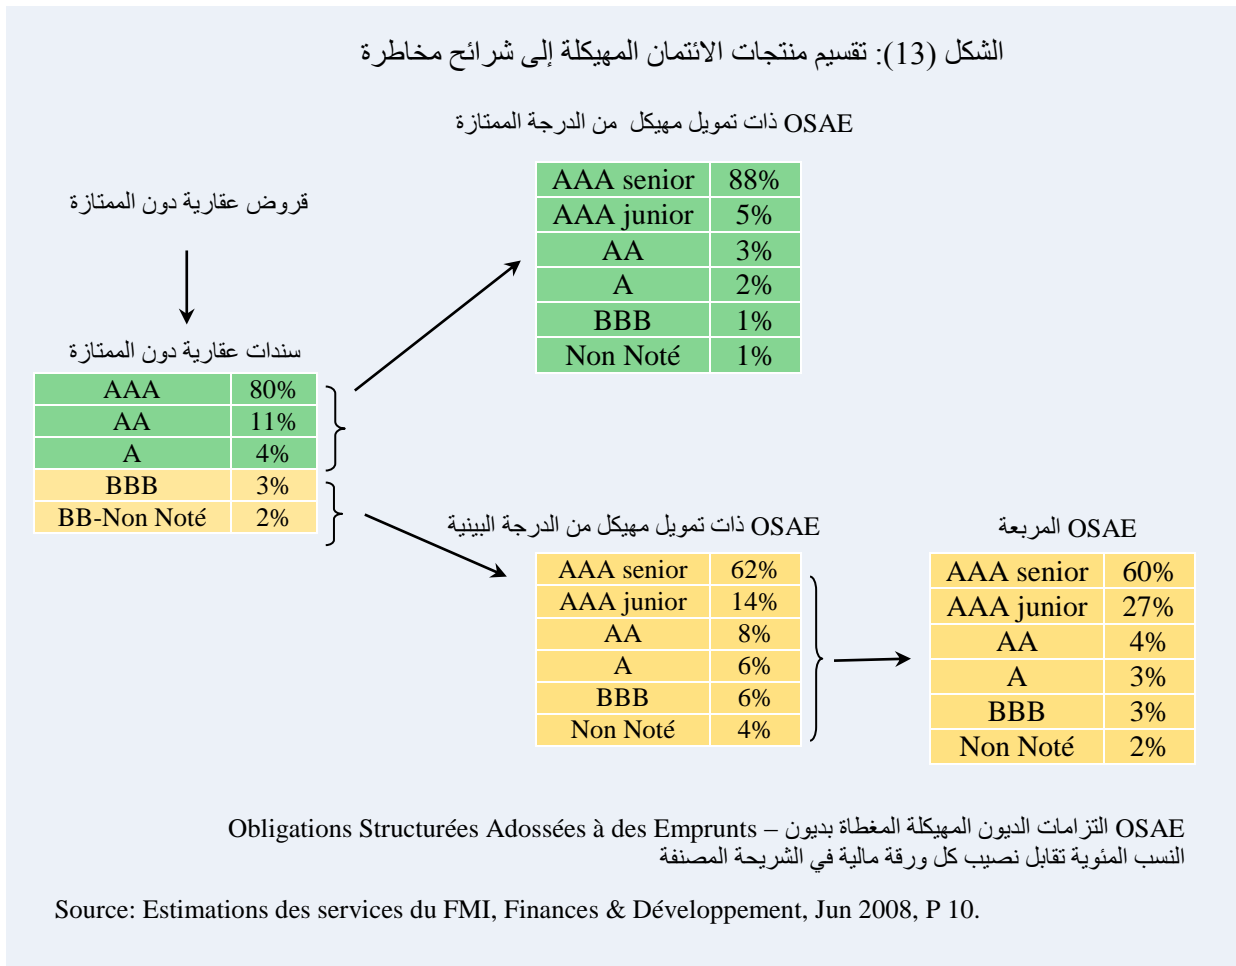 الشكل (13): تقسيم منتجات الائتمان المهيكلة إلى شرائح مخاطرة
OSAE ذات تمويل مهيكل من الدرجة الممتازة
AAA senior 88%
AAA junior 5%
AA 3%
A 2%
BBB 1%
Non Noté 1%
قروض عقارية دون الممتازة
سندات عقارية دون الممتازة
AAA 80%
AA 11%
A 4%
BBB 3%
BB-Non Noté 2%
OSAE ذات تمويل مهيكل من الدرجة البينية
AAA senior 62%
AAA junior 14%
AA 8%
A 6%
BBB 6%
Non Noté 4%
OSAE المربعة
AAA senior 60%
AAA junior 27%
AA 4%
A 3%
BBB 3%
Non Noté 2%
OSAE التزامات الديون المهيكلة المغطاة بديون – Obligations Structurées Adossées à des Emprunts
النسب المئوية تقابل نصيب كل ورقة مالية في الشريحة المصنفة
Source: Estimations des services du FMI, Finances & Développement, Jun 2008, P 10.